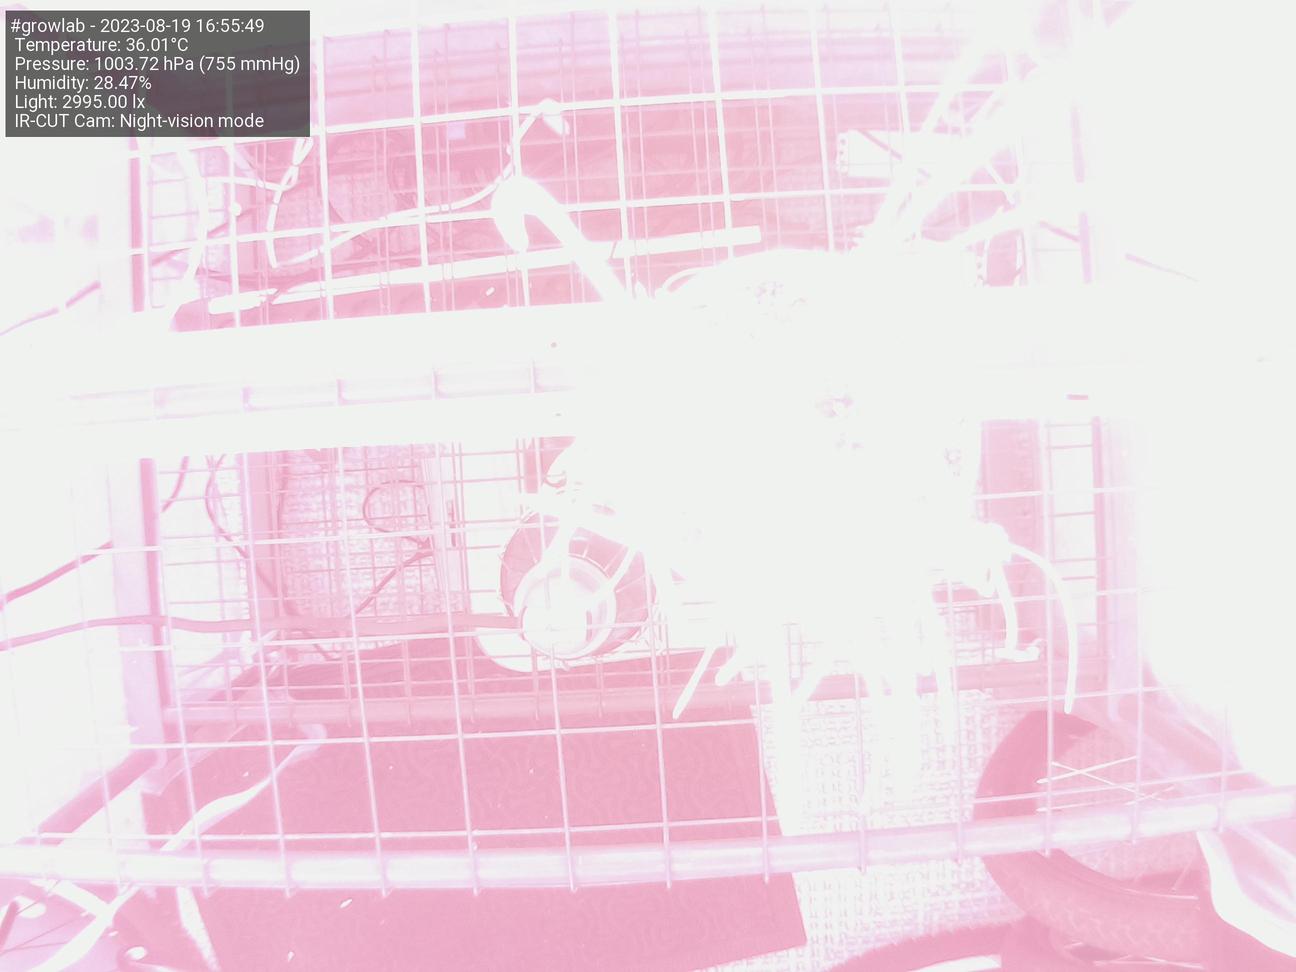 #growlab - 2023-08-19 16:55:49
Temperature: 36.01°C
Pressure: 1003.72 hPa (755 mmHg)
Humidity: 28.47%
Light: 2995.00 lx
IR-CUT Cam: Night-vision mode